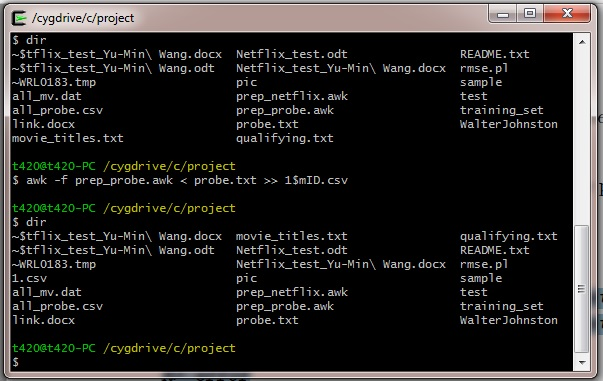 /cygdrive/c/project
$ dir
~$tflix_test_Yu-Min\ Wang.docx  Netflix_test.odt                README.txt
~$tflix_test_Yu-Min\ Wang.odt   Netflix_test_Yu-Min\ Wang.docx  rmse.pl
~WRL0183.tmp                    pic                             sample
all_mv.dat                      prep_netflix.awk                test
all_probe.csv                   prep_probe.awk                  training_set
link.docx                       probe.txt                       WalterJohnston
movie_titles.txt                qualifying.txt
t420@t420-PC /cygdrive/c/project
$ awk -f prep_probe.awk < probe.txt >> 1$mID.csv
t420@t420-PC /cygdrive/c/project
$ dir
~$tflix_test_Yu-Min\ Wang.docx  movie_titles.txt                qualifying.txt
~$tflix_test_Yu-Min\ Wang.odt   Netflix_test.odt                README.txt
~WRL0183.tmp                    Netflix_test_Yu-Min\ Wang.docx  rmse.pl
1.csv                           pic                             sample
all_mv.dat                      prep_netflix.awk                test
all_probe.csv                   prep_probe.awk                  training_set
link.docx                       probe.txt                       WalterJohnston
t420@t420-PC /cygdrive/c/project
$